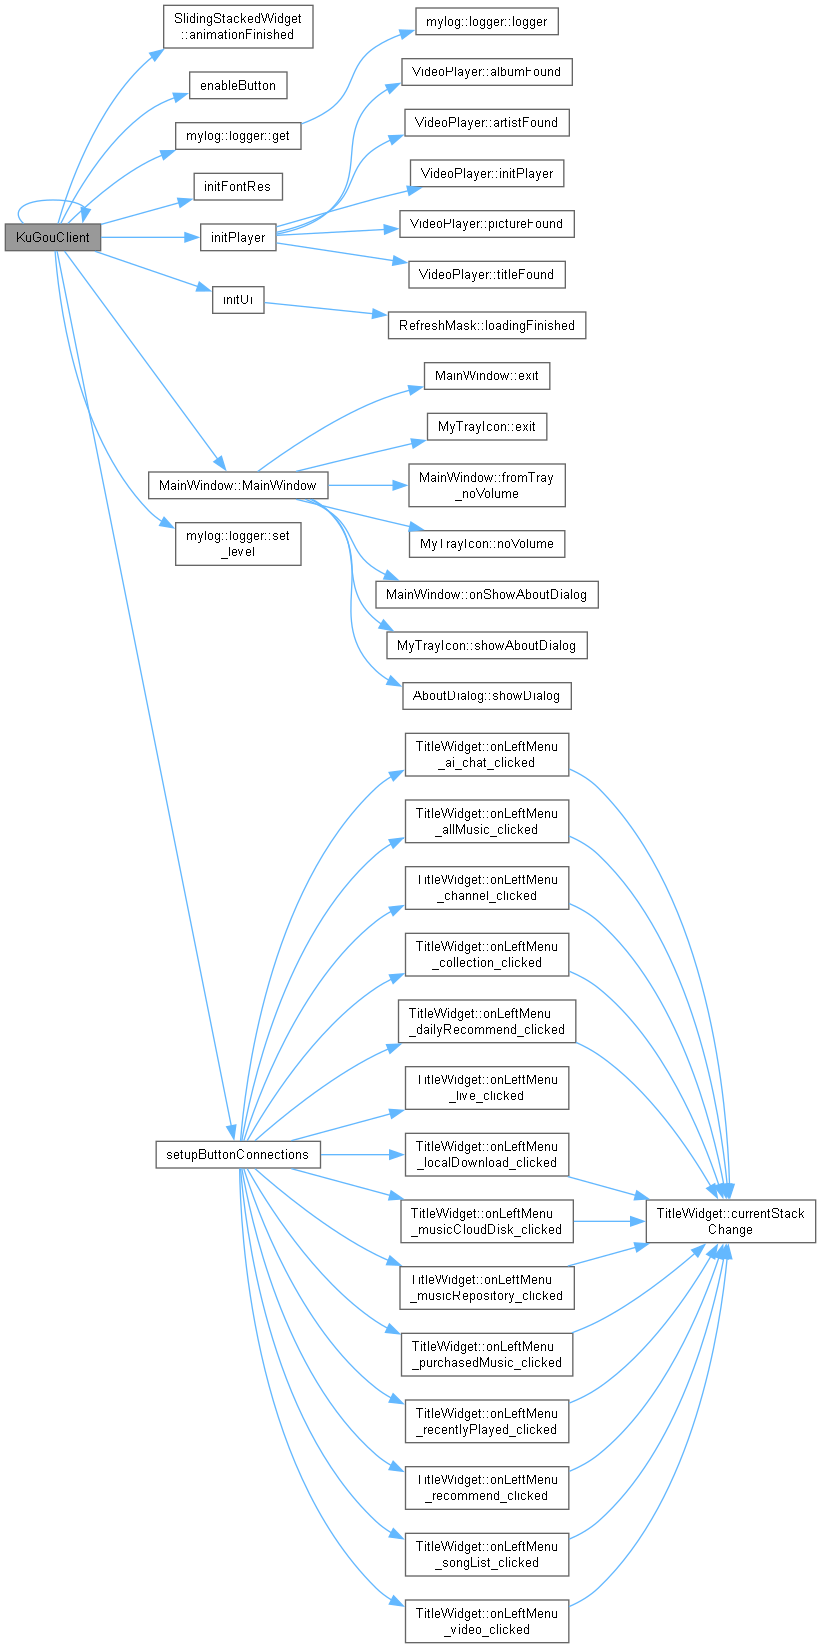 SlidingStackedWidget
::animationFinished
enableButton
mylog::logger::get
initFontRes
KuGouClient
initPlayer
initUi
MainWindow::MainWindow
mylog::logger::set
_level
setupButtonConnections
mylog::logger::logger
VideoPlayer::albumFound
VideoPlayer::artistFound
VideoPlayer::initPlayer
VideoPlayer::pictureFound
VideoPlayer::titleFound
RefreshMask::loadingFinished
MainWindow::exit
MyTrayIcon::exit
MainWindow::fromTray
_noVolume
MyTrayIcon::noVolume
MainWindow::onShowAboutDialog
MyTrayIcon::showAboutDialog
AboutDialog::showDialog
TitleWidget::onLeftMenu
_ai_chat_clicked
TitleWidget::onLeftMenu
_allMusic_clicked
TitleWidget::onLeftMenu
_channel_clicked
TitleWidget::onLeftMenu
_collection_clicked
TitleWidget::onLeftMenu
_dailyRecommend_clicked
TitleWidget::onLeftMenu
_live_clicked
TitleWidget::onLeftMenu
_localDownload_clicked
TitleWidget::onLeftMenu
_musicCloudDisk_clicked
TitleWidget::onLeftMenu
_musicRepository_clicked
TitleWidget::onLeftMenu
_purchasedMusic_clicked
TitleWidget::onLeftMenu
_recentlyPlayed_clicked
TitleWidget::onLeftMenu
_recommend_clicked
TitleWidget::onLeftMenu
_songList_clicked
TitleWidget::onLeftMenu
_video_clicked
TitleWidget::currentStack
Change